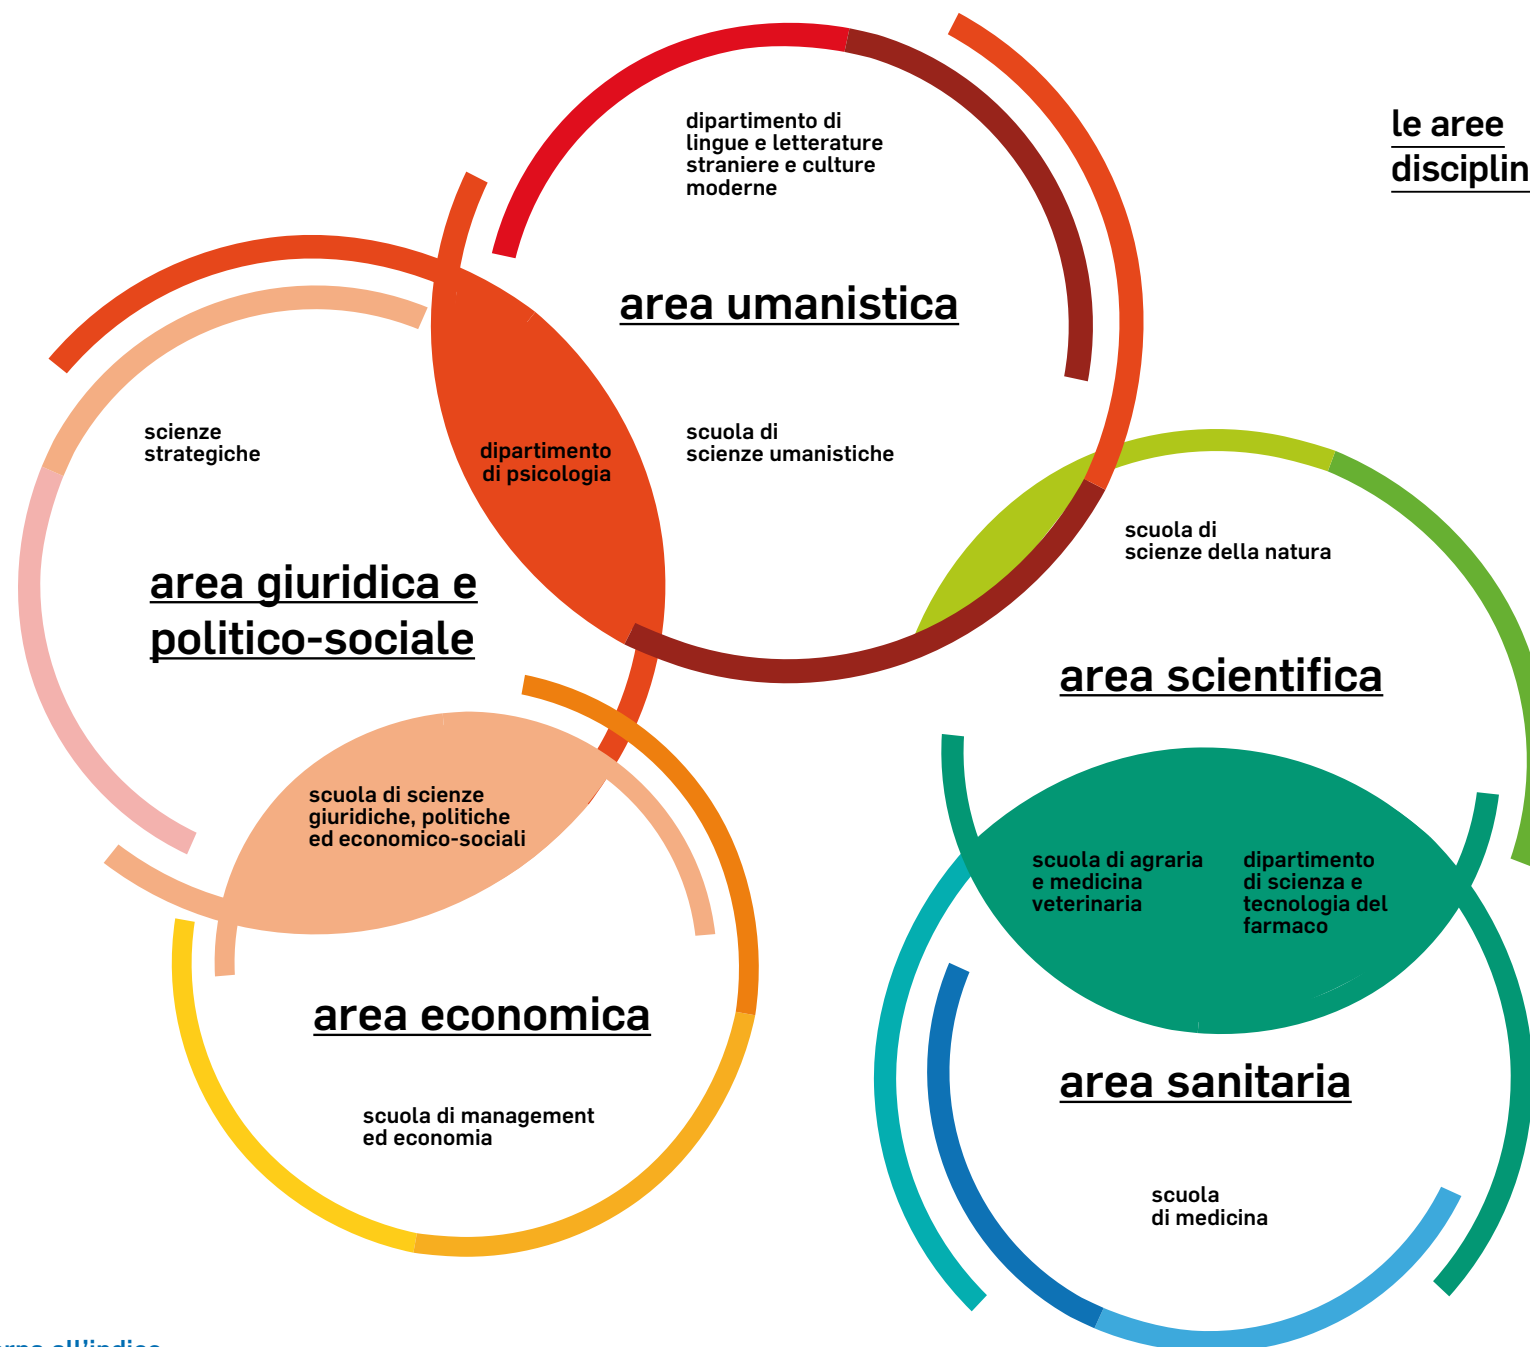 le aree
disciplin
dipartimento di
lingue e letterature
straniere e culture
moderne
area umanistica
scienze
strategiche
dipartimento
di psicologia
scuola di
scienze umanistiche
scuola di
scienze della natura
area giuridica e
politico-sociale
area scientifica
scuola di scienze
giuridiche, politiche
ed economico-sociali
scuola di agraria
e medicina
veterinaria
dipartimento
di scienza e
tecnologia del
farmaco
area economica
area sanitaria
scuola di management
ed economia
scuola
di medicina
all'indice